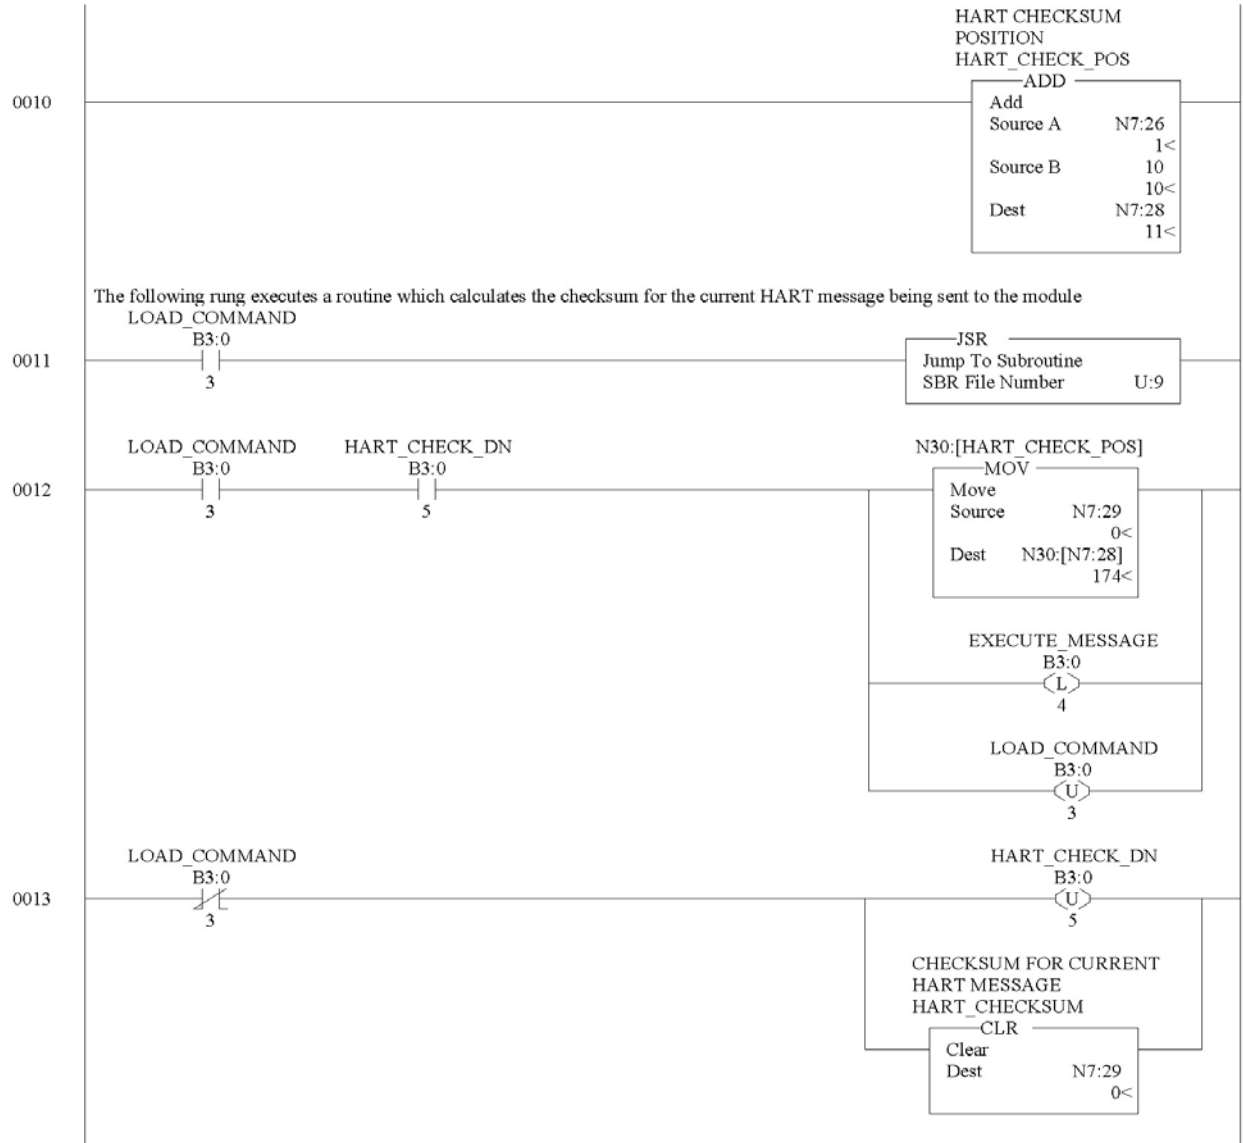 HART CHECKSUM
POSITION
HART_CHECK_POS
ADD
0010
Add
Source A N7:26
1<
Source B 10
10<
Dest N7:28
11<
The following rung executes a routine which calculates the checksum for the current HART message being sent to the module
LOAD_COMMAND
B3:0
3
0011
JSR
Jump To Subroutine
SBR File Number U:9
LOAD_COMMAND
B3:0
3
HART_CHECK_DN
B3:0
5
0012
N30:[HART_CHECK_POS]
MOV
Move
Source N7:29
0<
Dest N30:[N7:28]
174<
EXECUTE_MESSAGE
B3:0
L
4
LOAD_COMMAND
B3:0
U
3
LOAD_COMMAND
B3:0
3
0013
HART_CHECK_DN
B3:0
U
5
CHECKSUM FOR CURRENT
HART MESSAGE
HART_CHECKSUM
CLR
Clear
Dest N7:29
0<